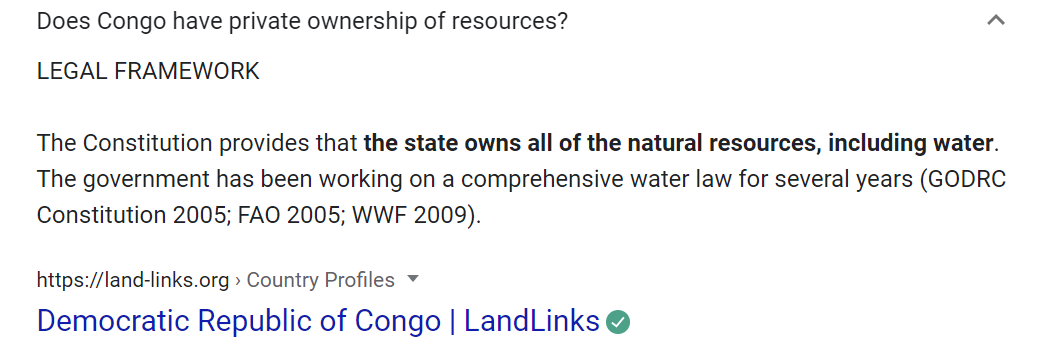 Does Congo have private ownership of resources?
LEGAL FRAMEWORK
The Constitution provides that the state owns all of the natural resources, including water.
The government has been working on a comprehensive water law for several years (GODRC
Constitution 2005; FAO 2005; WWF 2009).
https://land-links.org › Country Profiles
Democratic Republic of Congo | LandLinks